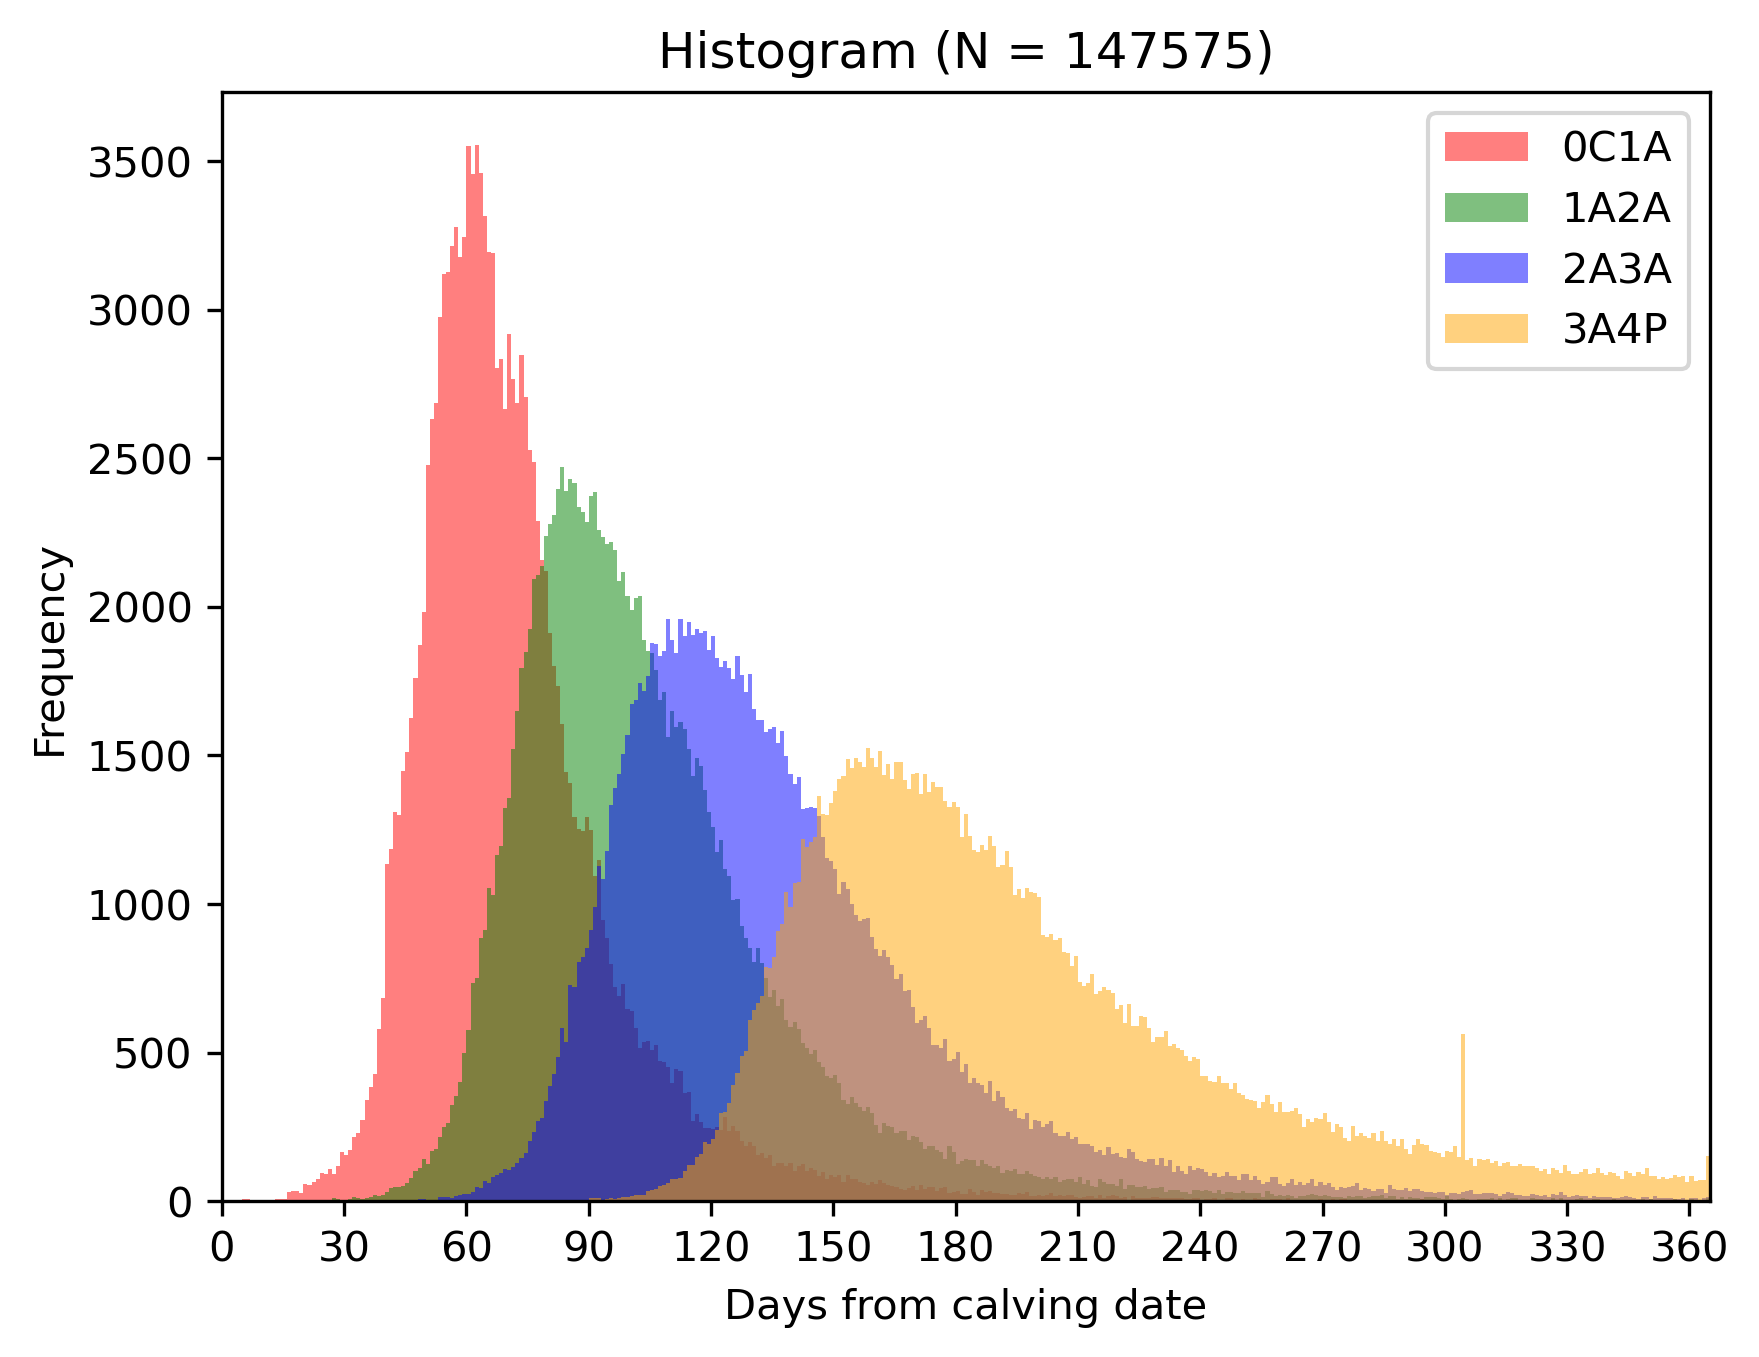 Histogram (N = 147575)
0C1A
1A2A
2A3A
3A4P
Frequency
3500
3000
2500
2000
1500
1000
500
0
0 30 60 90 120 150 180 210 240 270 300 330 360
Days from calving date